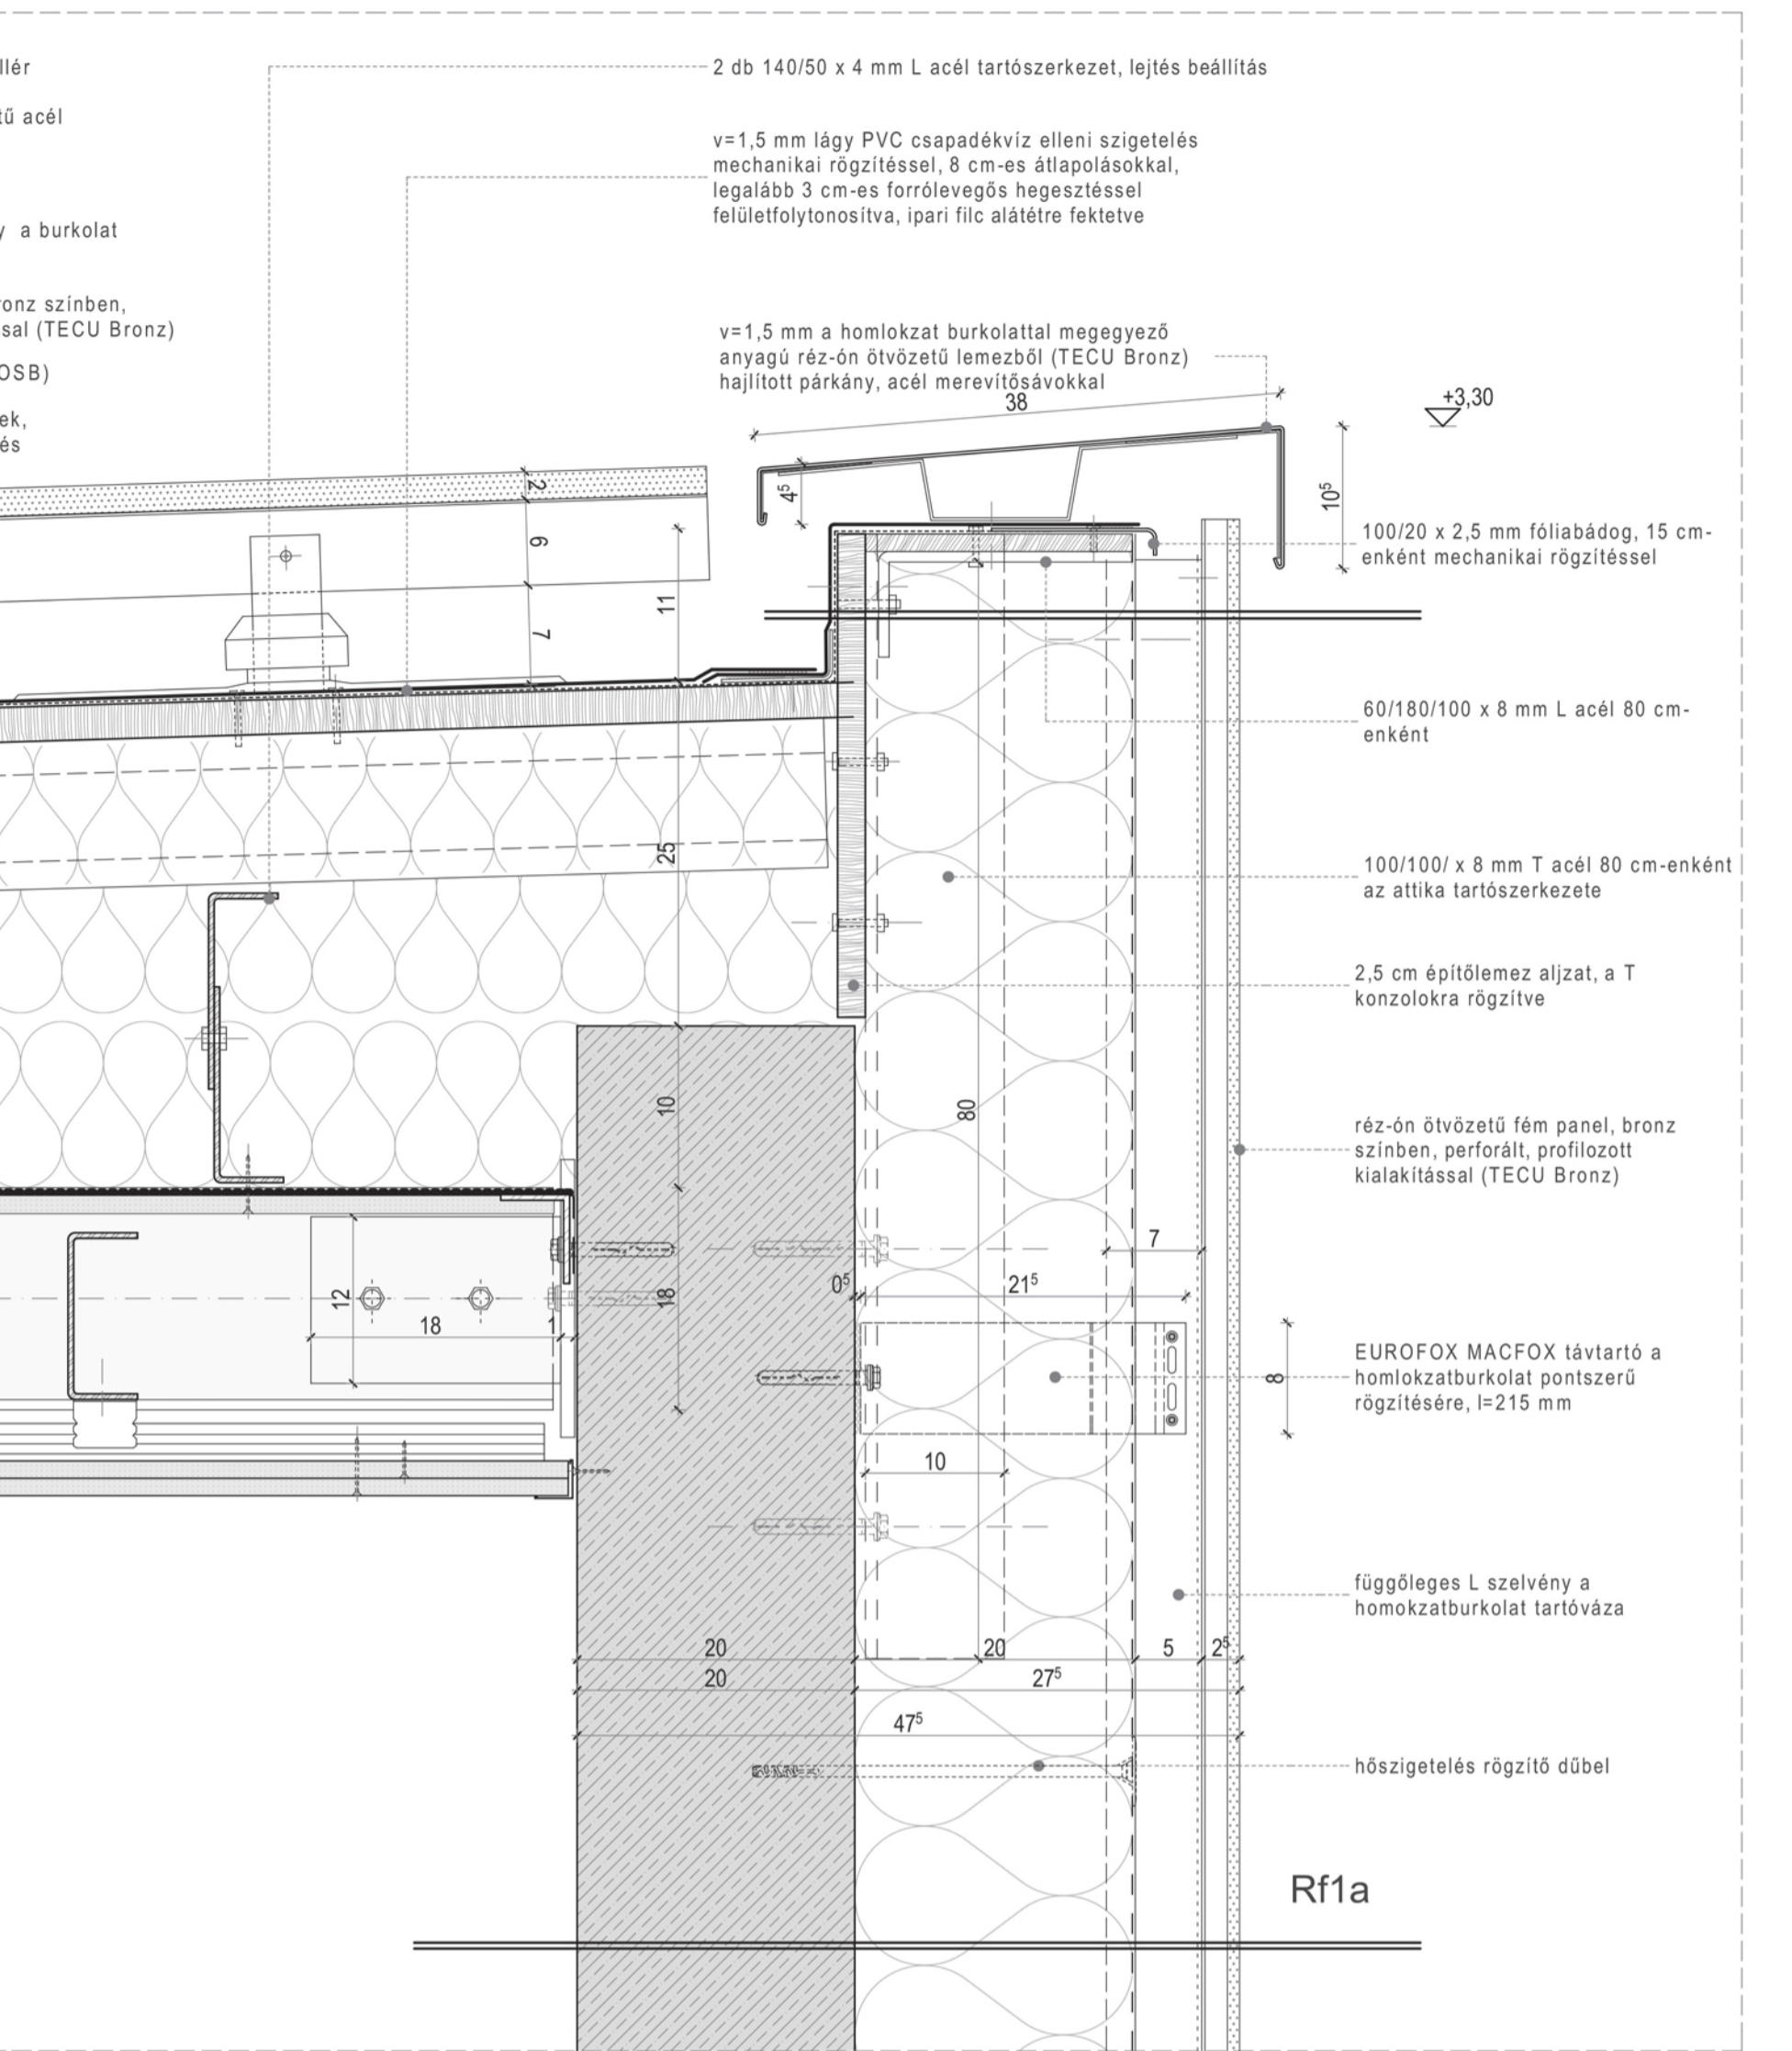 llér
tű acél
y a burkolat
ronz színben,
sal (TECU Bronz)
OSB)
ek,
és
2 db 140/50 x 4 mm L acél tartószerkezet, lejtés beállítás
v=1,5 mm lágy PVC csapadékvíz elleni szigetelés
mechanikai rögzítéssel, 8 cm-es átlapolásokkal,
legalább 3 cm-es forrólevegős hegesztéssel
felületfolytonosítva, ipari filc alátétre fektetve
v=1,5 mm a homlokzat burkolattal megegyező
anyagú réz-ón ötvözetű lemezből (TECU Bronz)
hajlított párkány, acél merevítősávokkal
38
+3,30
2
4⁵
10⁵
6
11
7
100/20 x 2,5 mm fóliabádog, 15 cm-
enként mechanikai rögzítéssel
60/180/100 x 8 mm L acél 80 cm-
enként
25
100/100/ x 8 mm T acél 80 cm-enként
az attika tartószerkezete
2,5 cm építőlemez aljzat, a T
konzolokra rögzítve
10
80
réz-ón ötvözetű fém panel, bronz
színben, perforált, profilozott
kialakítással (TECU Bronz)
7
0⁵
21⁵
12
18
18
1
8
EUROFOX MACFOX távtartó a
homlokzatburkolat pontszerű
rögzítésére, l=215 mm
10
függőleges L szelvény a
homokzatburkolat tartóváza
20
20
5
2⁵
20
27⁵
47⁵
hőszigetelés rögzítő dűbel
Rf1a